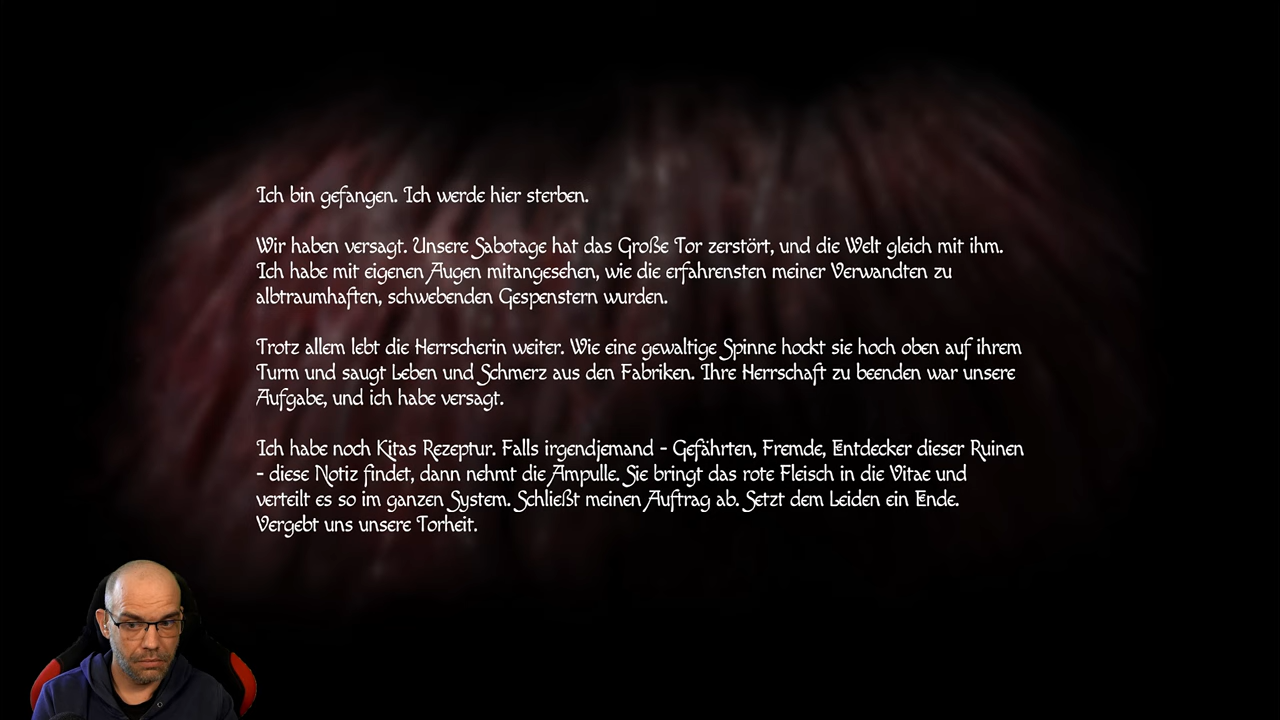 Ich bin gefangen. Ich werde hier sterben.
Wir haben versagt. Unsere Sabotage hat das Große Tor zerstört, und die Welt gleich mit ihm.
Ich habe mit eigenen Augen mitangesehen, wie die erfahrensten meiner Verwandten zu
albtraumhaften, schwebenden Gespenstern wurden.
Trotz allem lebt die Herrscherin weiter. Wie eine gewaltige Spinne hockt sie hoch oben auf ihrem
Turm und saugt Leben und Schmerz aus den Fabriken. Ihre Herrschaft zu beenden war unsere
Aufgabe, und ich habe versagt.
Ich habe noch Kitas Rezeptur. Falls irgendjemand - Gefährten, Fremde, Entdecker dieser Ruinen
- diese Notiz findet, dann nehmt die Ampulle. Sie bringt das rote Fleisch in die Vitae und
verteilt es so im ganzen System. Schließt meinen Auftrag ab. Setzt dem Leiden ein Ende.
Vergebt uns unsere Torheit.